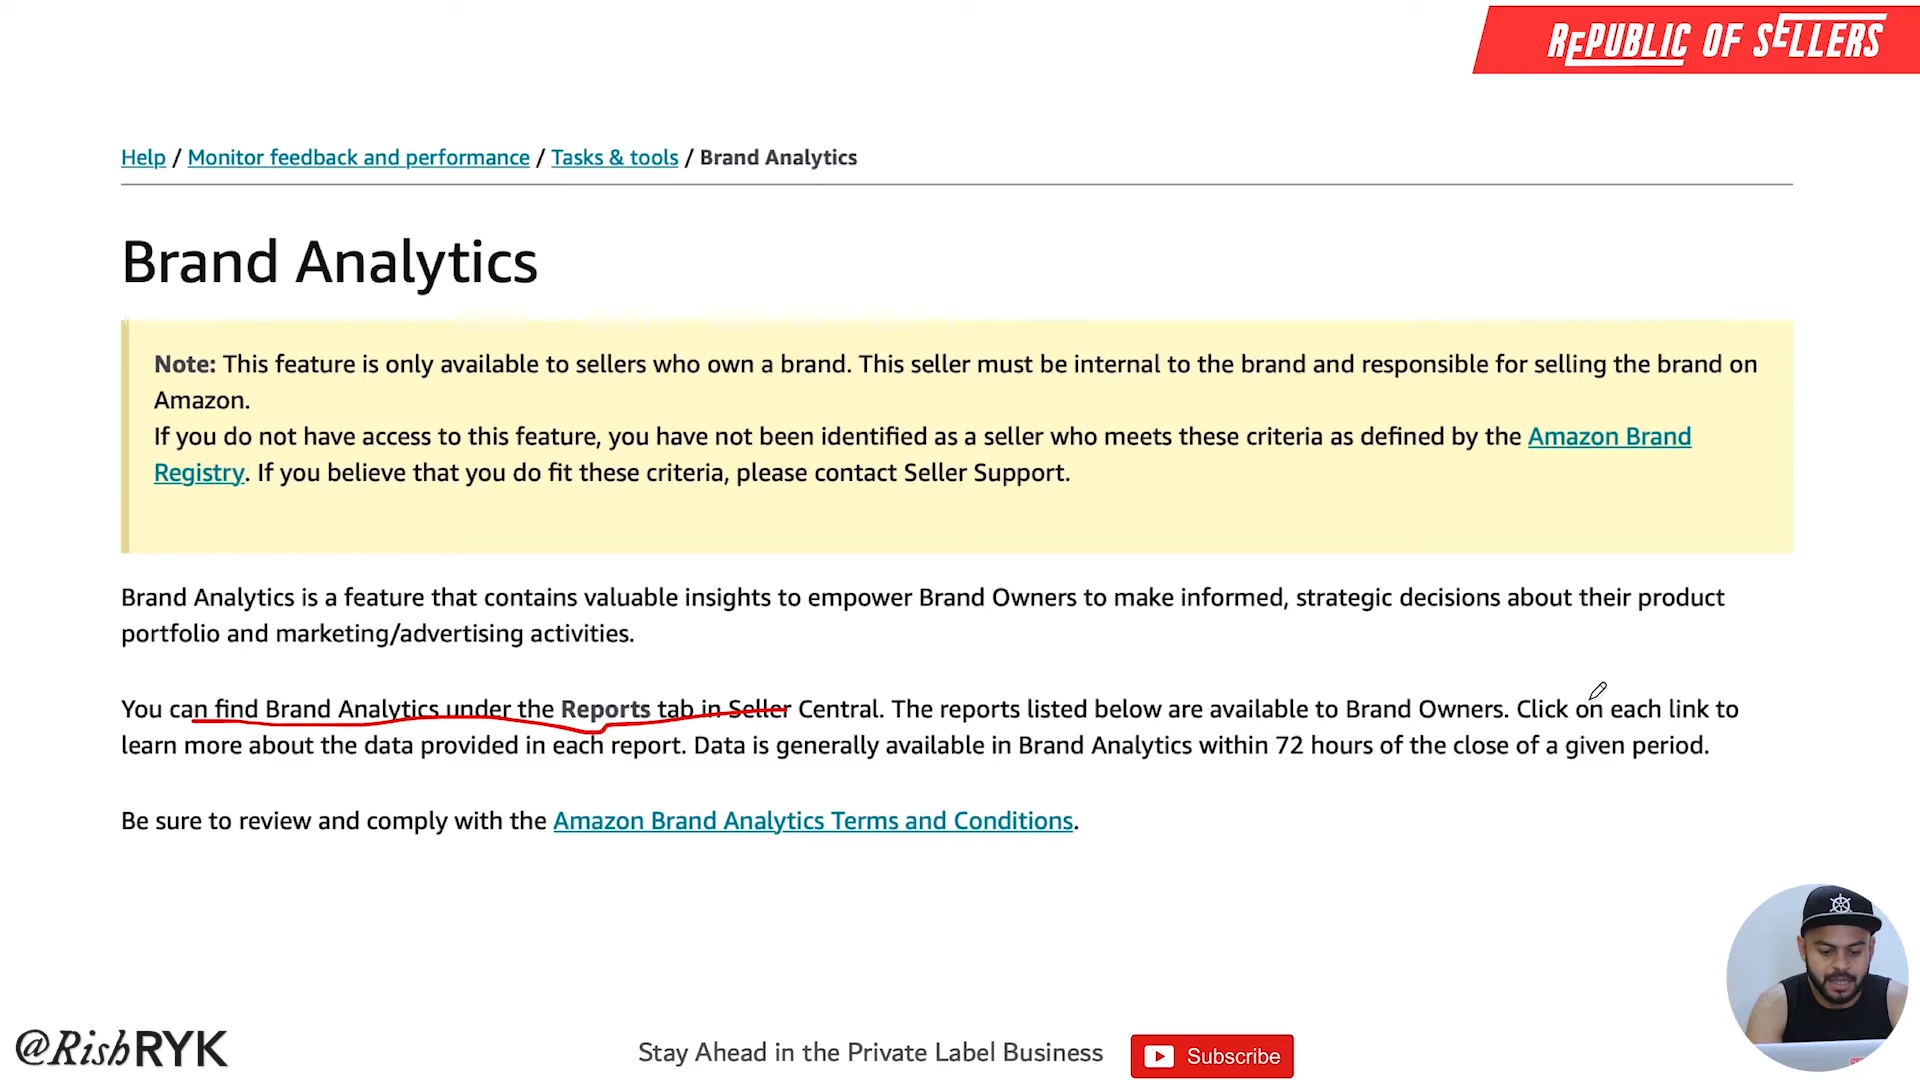 REPUBLIC OF SELLERS
Help / Monitor feedback and performance / Tasks & tools / Brand Analytics
Brand Analytics
Note: This feature is only available to sellers who own a brand. This seller must be internal to the brand and responsible for selling the brand on
Amazon.
If you do not have access to this feature, you have not been identified as a seller who meets these criteria as defined by the Amazon Brand
Registry. If you believe that you do fit these criteria, please contact Seller Support.
Brand Analytics is a feature that contains valuable insights to empower Brand Owners to make informed, strategic decisions about their product
portfolio and marketing/advertising activities.
You can find Brand Analytics under the Reports tab in Seller Central. The reports listed below are available to Brand Owners. Click on each link to
learn more about the data provided in each report. Data is generally available in Brand Analytics within 72 hours of the close of a given period.
Be sure to review and comply with the Amazon Brand Analytics Terms and Conditions.
@RishRYK
Stay Ahead in the Private Label Business
Subscribe